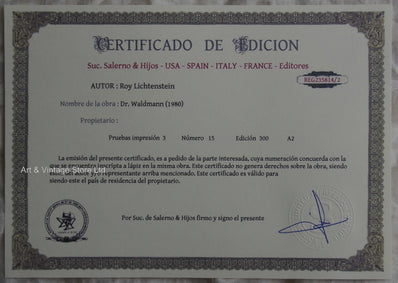 CERTIFICADO DE EDICION
Suc. Salerno & Hijos - USA - SPAIN - ITALY - FRANCE - Editores
REG235814/2
AUTOR : Roy Lichtenstein
Nombre de la obra : Dr. Waldmann (1980)
Propietario :
Pruebas impresión 3 Número 15 Edición 300 A2
La emisión del presente certificado, es a pedido de la parte interesada, cuya numeración concuerda con la
que se encuentra inscripta a lápiz en la misma obra. Este certificado no genera derechos sobre la obra, siendo
representante arriba mencionado. Este certificado es válido para
siendo este el país de residencia del propietario.
Art & Vintage Store Ltd
Por Suc. de Salerno & Hijos firmo y signo el presente